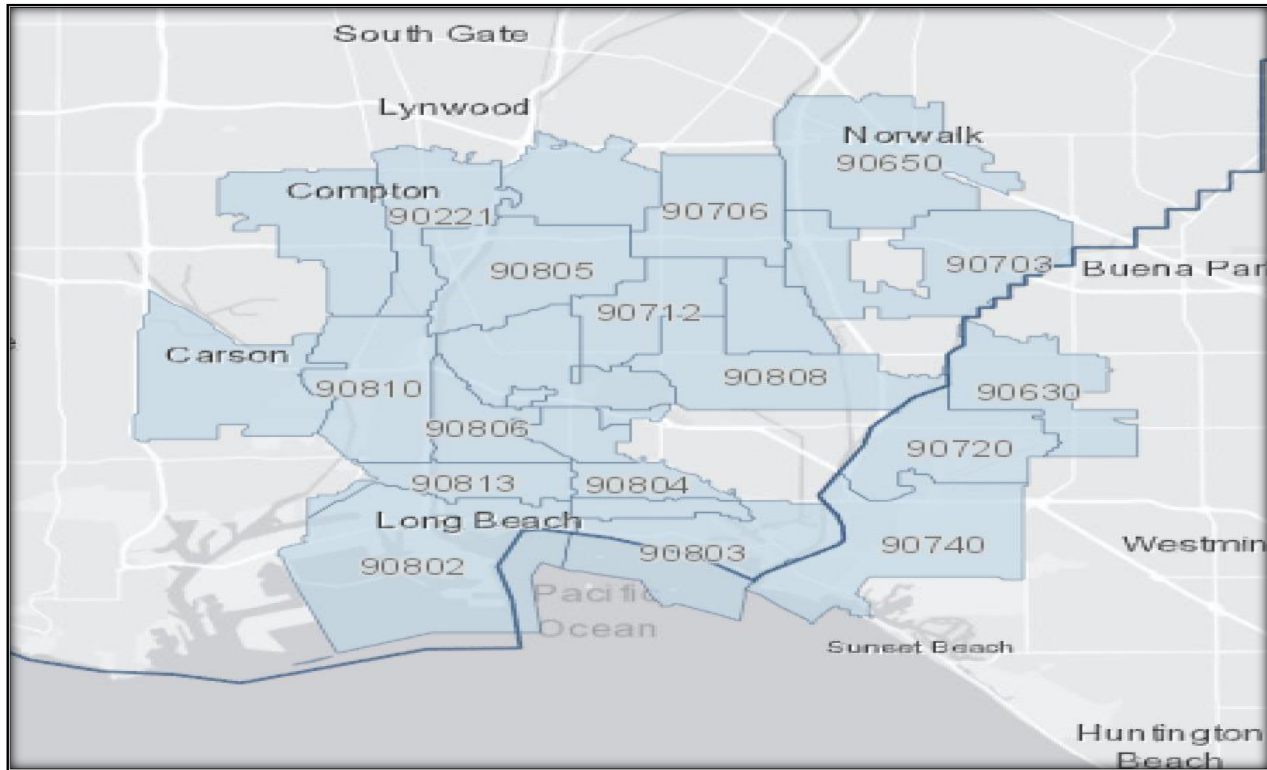 South Gate
Lynwood
Norwalk
90650
Compton
90221
90706
90805
90703
Buena Par
90712
Carson
90810
90808
90630
90806
90720
90813
90804
Long Beach
90802
90803
90740
Westmin
Pacific
Ocean
Sunset Beach
Huntington
Beach